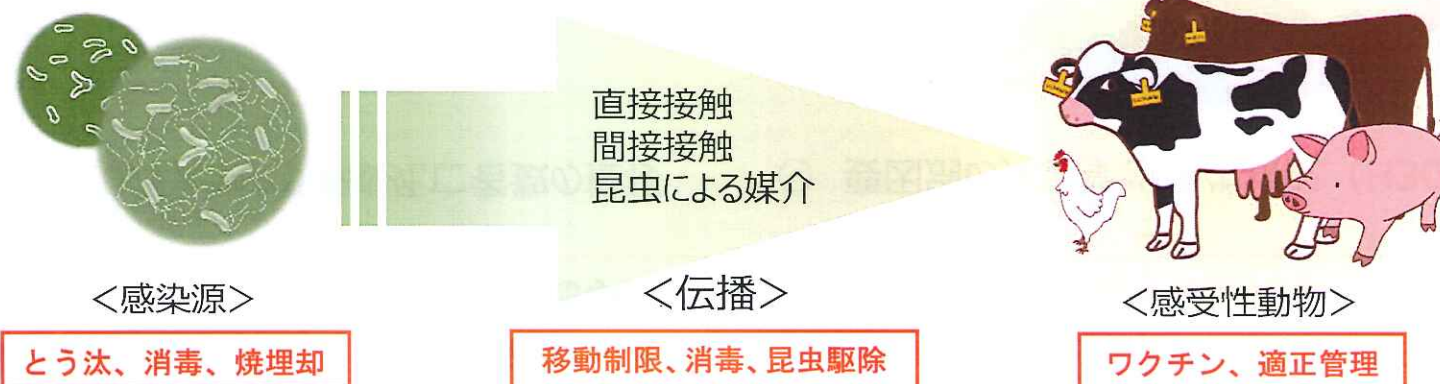 直接接触
間接接触
昆虫による媒介
＜感染源＞
＜伝播＞
＜感受性動物＞
とう汰、消毒、焼埋却
移動制限、消毒、昆虫駆除
ワクチン、適正管理